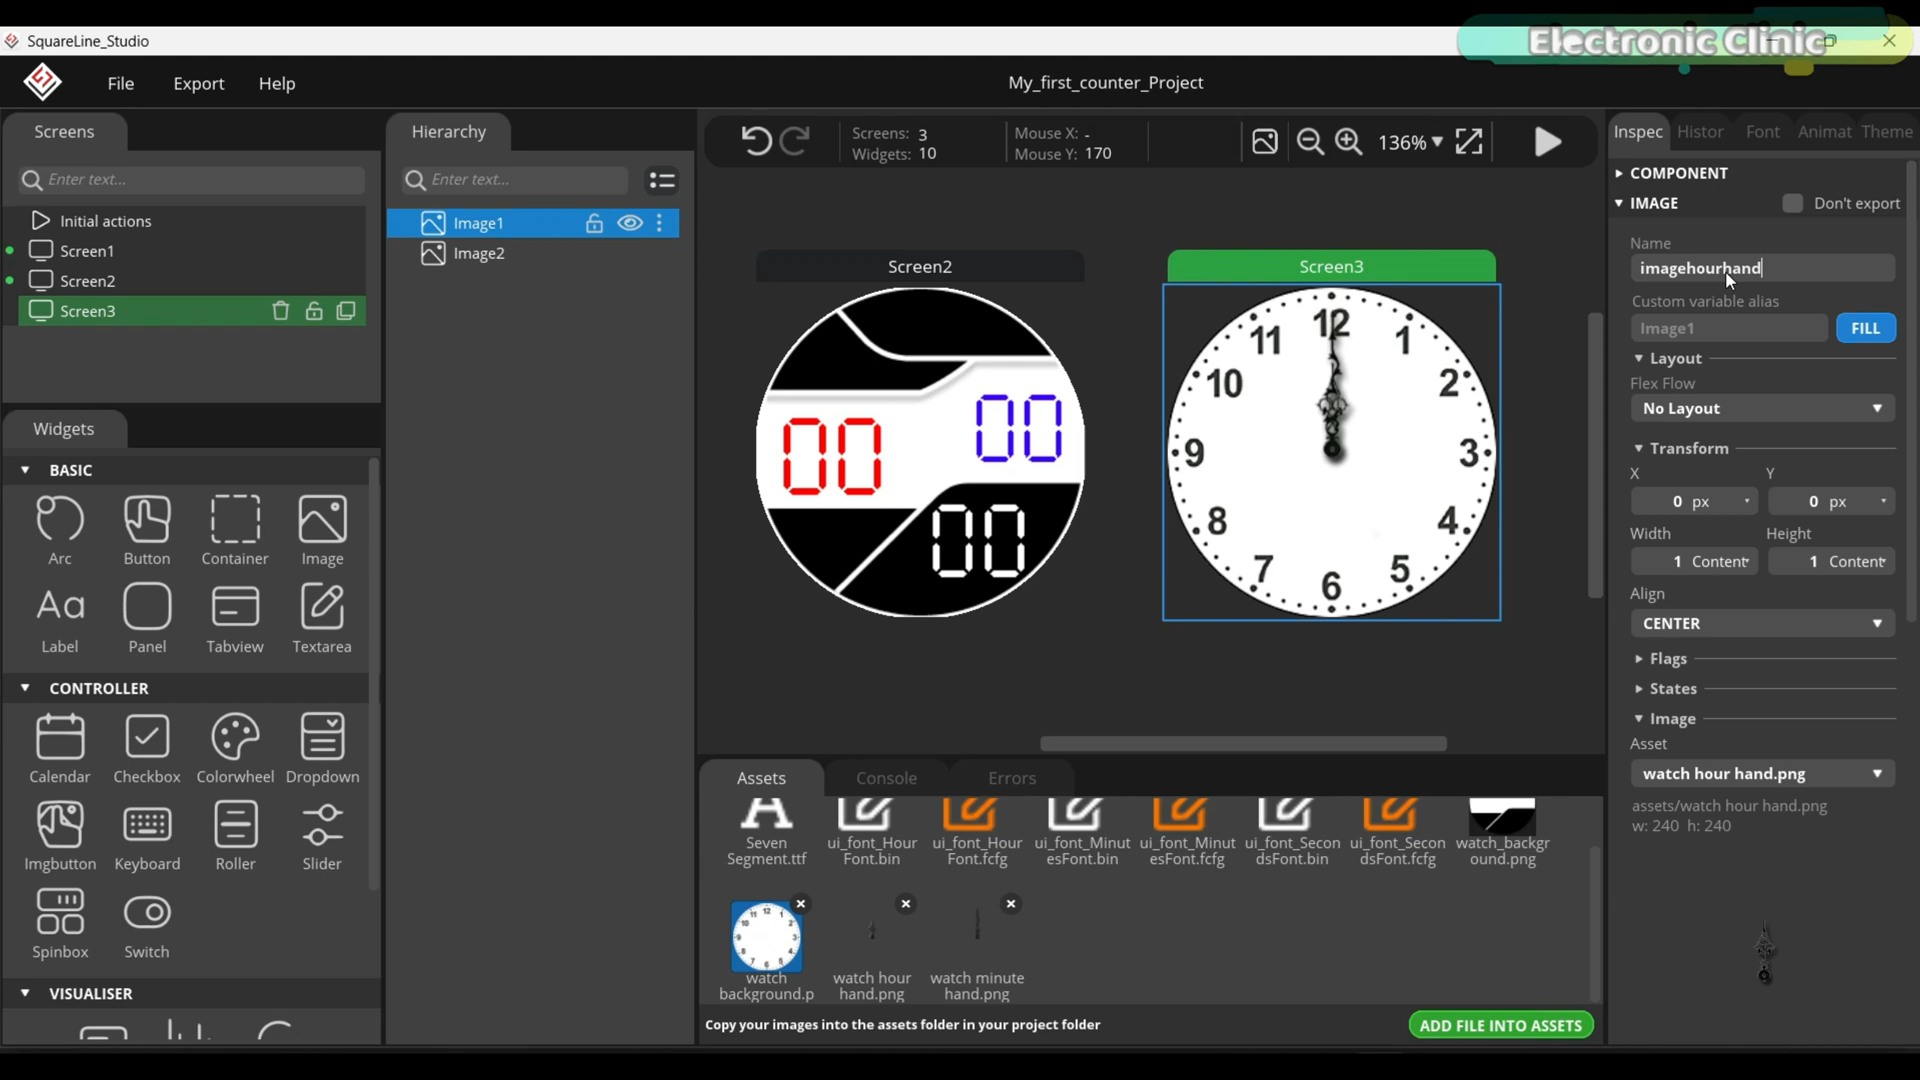 SquareLine_Studio
Electronic Clinic
File Export Help
My_first_counter_Project
Screens
Enter text...
Initial actions
Screen1
Screen2
Screen3
Hierarchy
Enter text...
Image1
Image2
Screens: 3
Widgets: 10
Mouse X: -
Mouse Y: 170
136%
Screen2
00
00
00
Screen3
12
1
2
3
4
5
6
7
8
9
10
11
Widgets
BASIC
Arc Button Container Image
Label Panel Tabview Textarea
CONTROLLER
Calendar Checkbox Colorwheel Dropdown
Imgbutton Keyboard Roller Slider
Spinbox Switch
VISUALISER
Assets Console Errors
Seven
Segment.ttf
ui_font_Hour
Font.bin
ui_font_Hour
Font.fcfg
ui_font_Minut
esFont.bin
ui_font_Minut
esFont.fcfg
ui_font_Secon
dsFont.bin
ui_font_Secon
dsFont.fcfg
watch_backgr
ound.png
watch
background.p
watch hour
hand.png
watch minute
hand.png
Copy your images into the assets folder in your project folder
ADD FILE INTO ASSETS
Inspec Histor Font Animat Theme
COMPONENT
IMAGE Don't export
Name
imagehourhand
Custom variable alias
Image1 FILL
Layout
Flex Flow
No Layout
Transform
X Y
0 px 0 px
Width Height
1 Content 1 Content
Align
CENTER
Flags
States
Image
Asset
watch hour hand.png
assets/watch hour hand.png
w: 240 h: 240